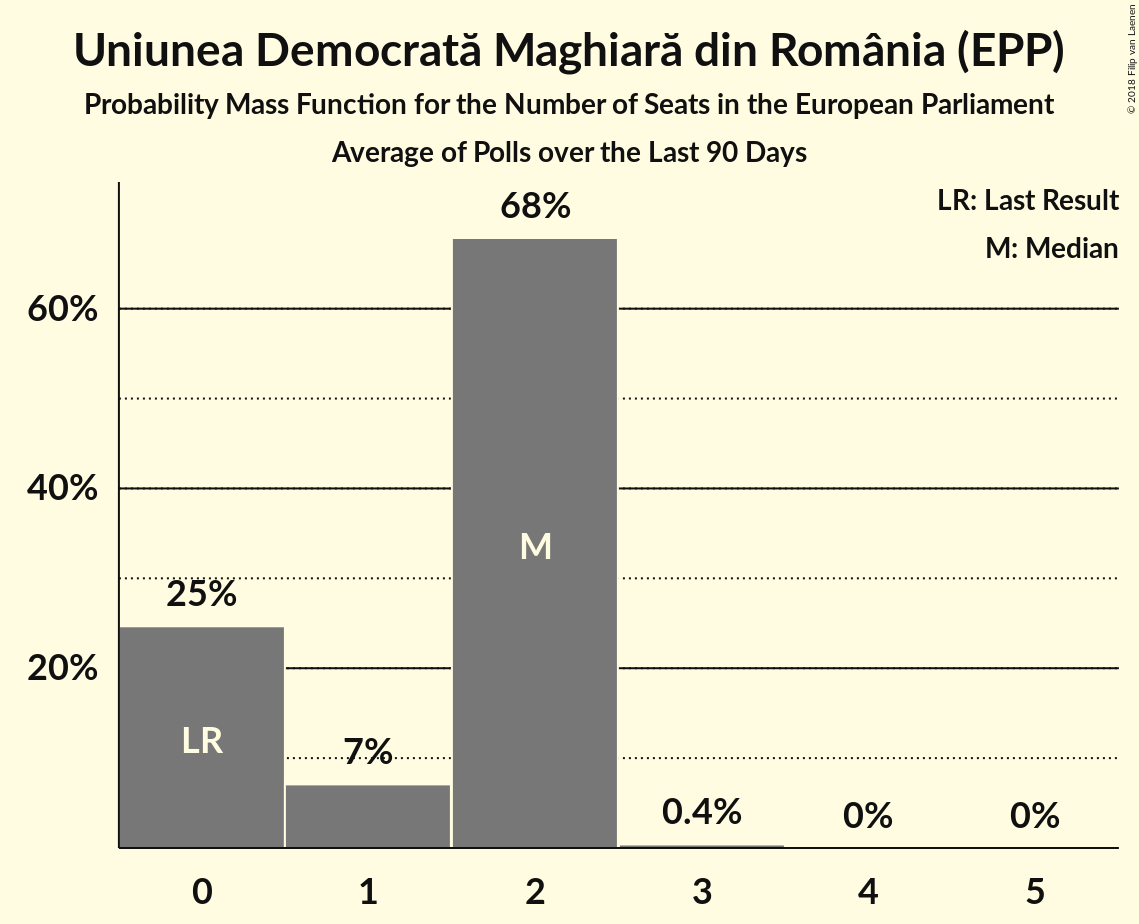 Uniunea Democrată Maghiară din România (EPP)
Probability Mass Function for the Number of Seats in the European Parliament
Average of Polls over the Last 90 Days
© 2018 Filip van Laenen
LR: Last Result
M: Median
68%
60%
40%
M
25%
20%
LR
7%
0.4%
0%
0%
0 1 2 3 4 5